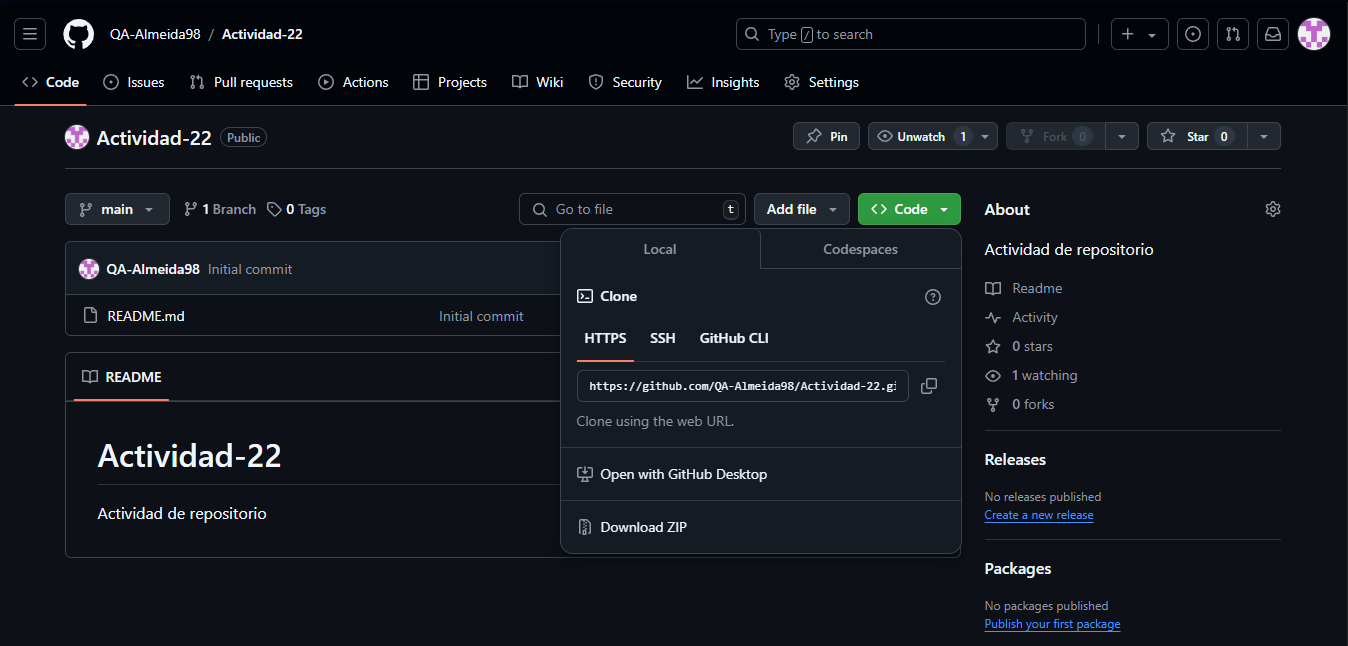 QA-Almeida98 / Actividad-22
Type / to search
Code Issues Pull requests Actions Projects Wiki Security Insights Settings
Actividad-22 Public
Pin Unwatch 1 Fork 0 Star 0
main 1 Branch 0 Tags
Go to file t
Add file
Code
Local Codespaces
Clone
HTTPS SSH GitHub CLI
https://github.com/QA-Almeida98/Actividad-22.gi
Clone using the web URL.
Open with GitHub Desktop
Download ZIP
QA-Almeida98 Initial commit
README.md Initial commit
README
Actividad-22
Actividad de repositorio
About
Actividad de repositorio
Readme
Activity
0 stars
1 watching
0 forks
Releases
No releases published
Create a new release
Packages
No packages published
Publish your first package